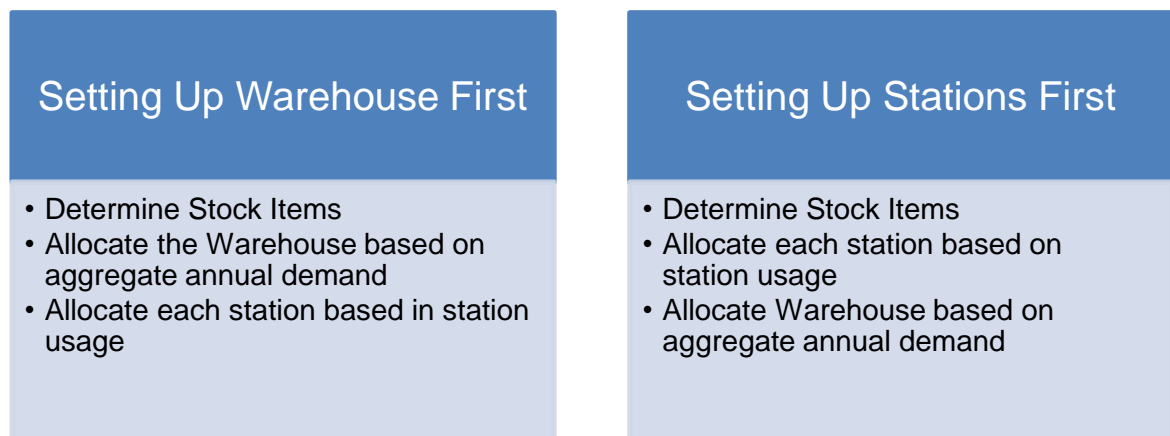 Setting Up Warehouse First
• Determine Stock Items
• Allocate the Warehouse based on
aggregate annual demand
• Allocate each station based in station
usage
Setting Up Stations First
• Determine Stock Items
• Allocate each station based on
station usage
• Allocate Warehouse based on
aggregate annual demand